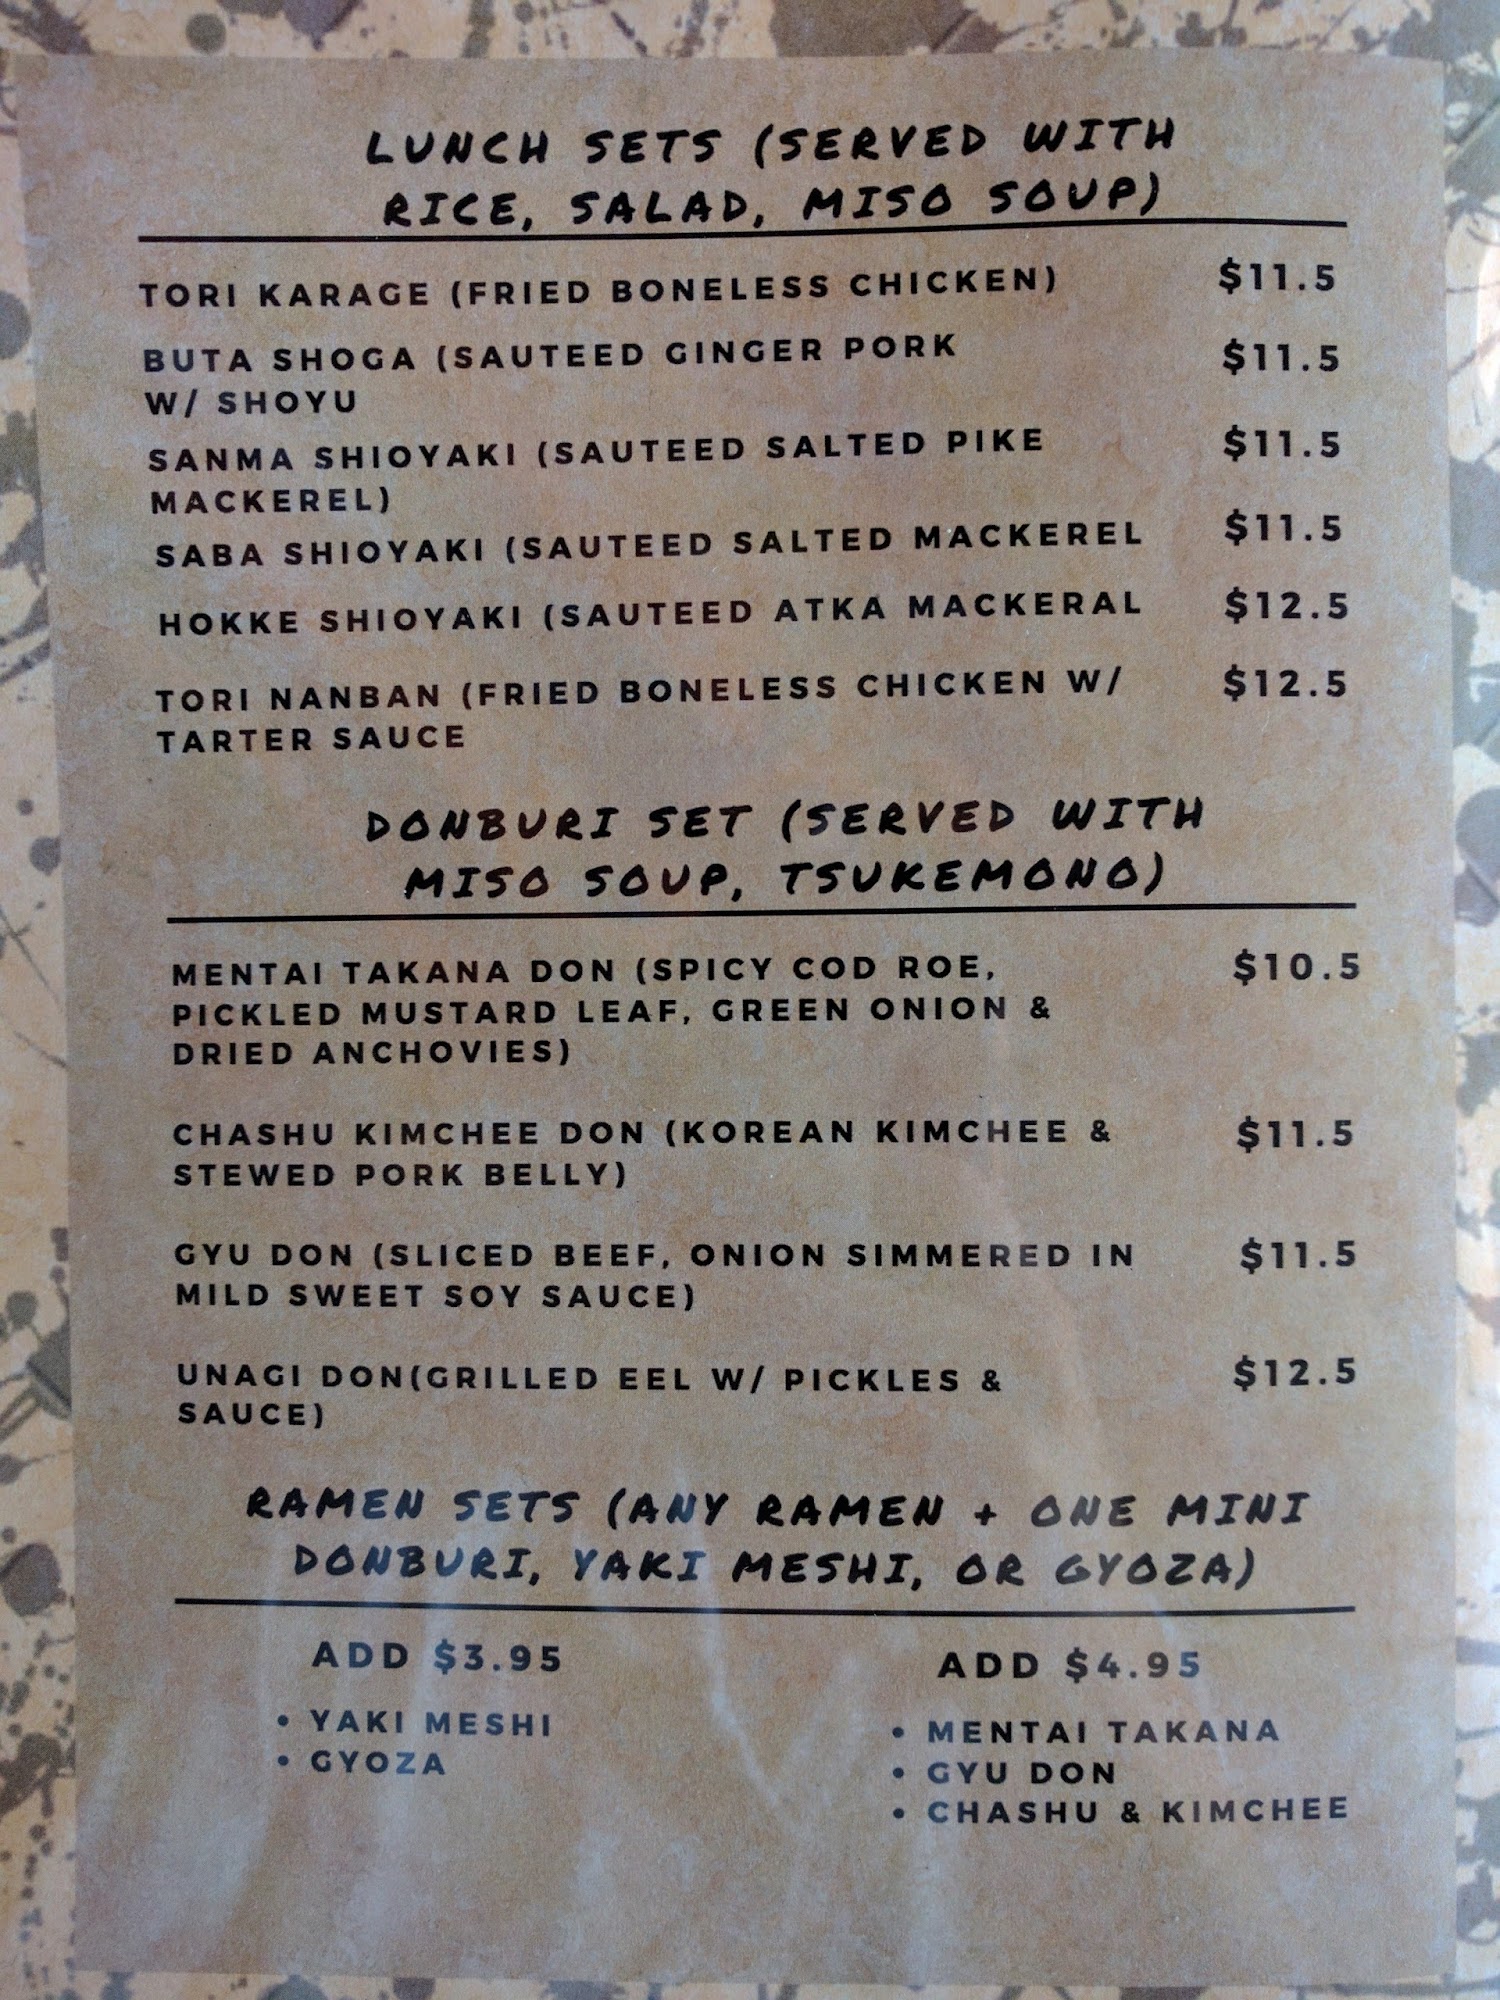 LUNCH SETS (SERVED WITH
RICE, SALAD, MISO SOUP)
TORI KARAGE (FRIED BONELESS CHICKEN) $11.5
BUTA SHOGA (SAUTEED GINGER PORK $11.5
W/ SHOYU
SANMA SHIOYAKI (SAUTEED SALTED PIKE $11.5
MACKEREL)
SABA SHIOYAKI (SAUTEED SALTED MACKEREL $11.5
HOKKE SHIOYAKI (SAUTEED ATKA MACKERAL $12.5
TORI NANBAN (FRIED BONELESS CHICKEN W/ $12.5
TARTER SAUCE
DONBURI SET (SERVED WITH
MISO SOUP, TSUKEMONO)
MENTAI TAKANA DON (SPICY COD ROE, $10.5
PICKLED MUSTARD LEAF, GREEN ONION &
DRIED ANCHOVIES)
CHASHU KIMCHEE DON (KOREAN KIMCHEE & $11.5
STEWED PORK BELLY)
GYU DON (SLICED BEEF, ONION SIMMERED IN $11.5
MILD SWEET SOY SAUCE)
UNAGI DON(GRILLED EEL W/ PICKLES & $12.5
SAUCE)
RAMEN SETS (ANY RAMEN + ONE MINI
DONBURI, YAKI MESHI, OR GYOZA)
ADD $3.95
• YAKI MESHI
• GYOZA
ADD $4.95
• MENTAI TAKANA
• GYU DON
• CHASHU & KIMCHEE